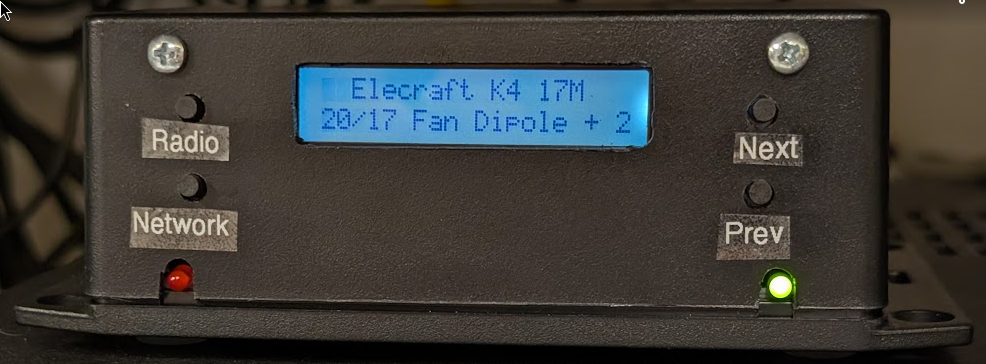 Elecraft K4 17M
20/17 Fan Dipole + 2
Radio
Network
Next
Prev